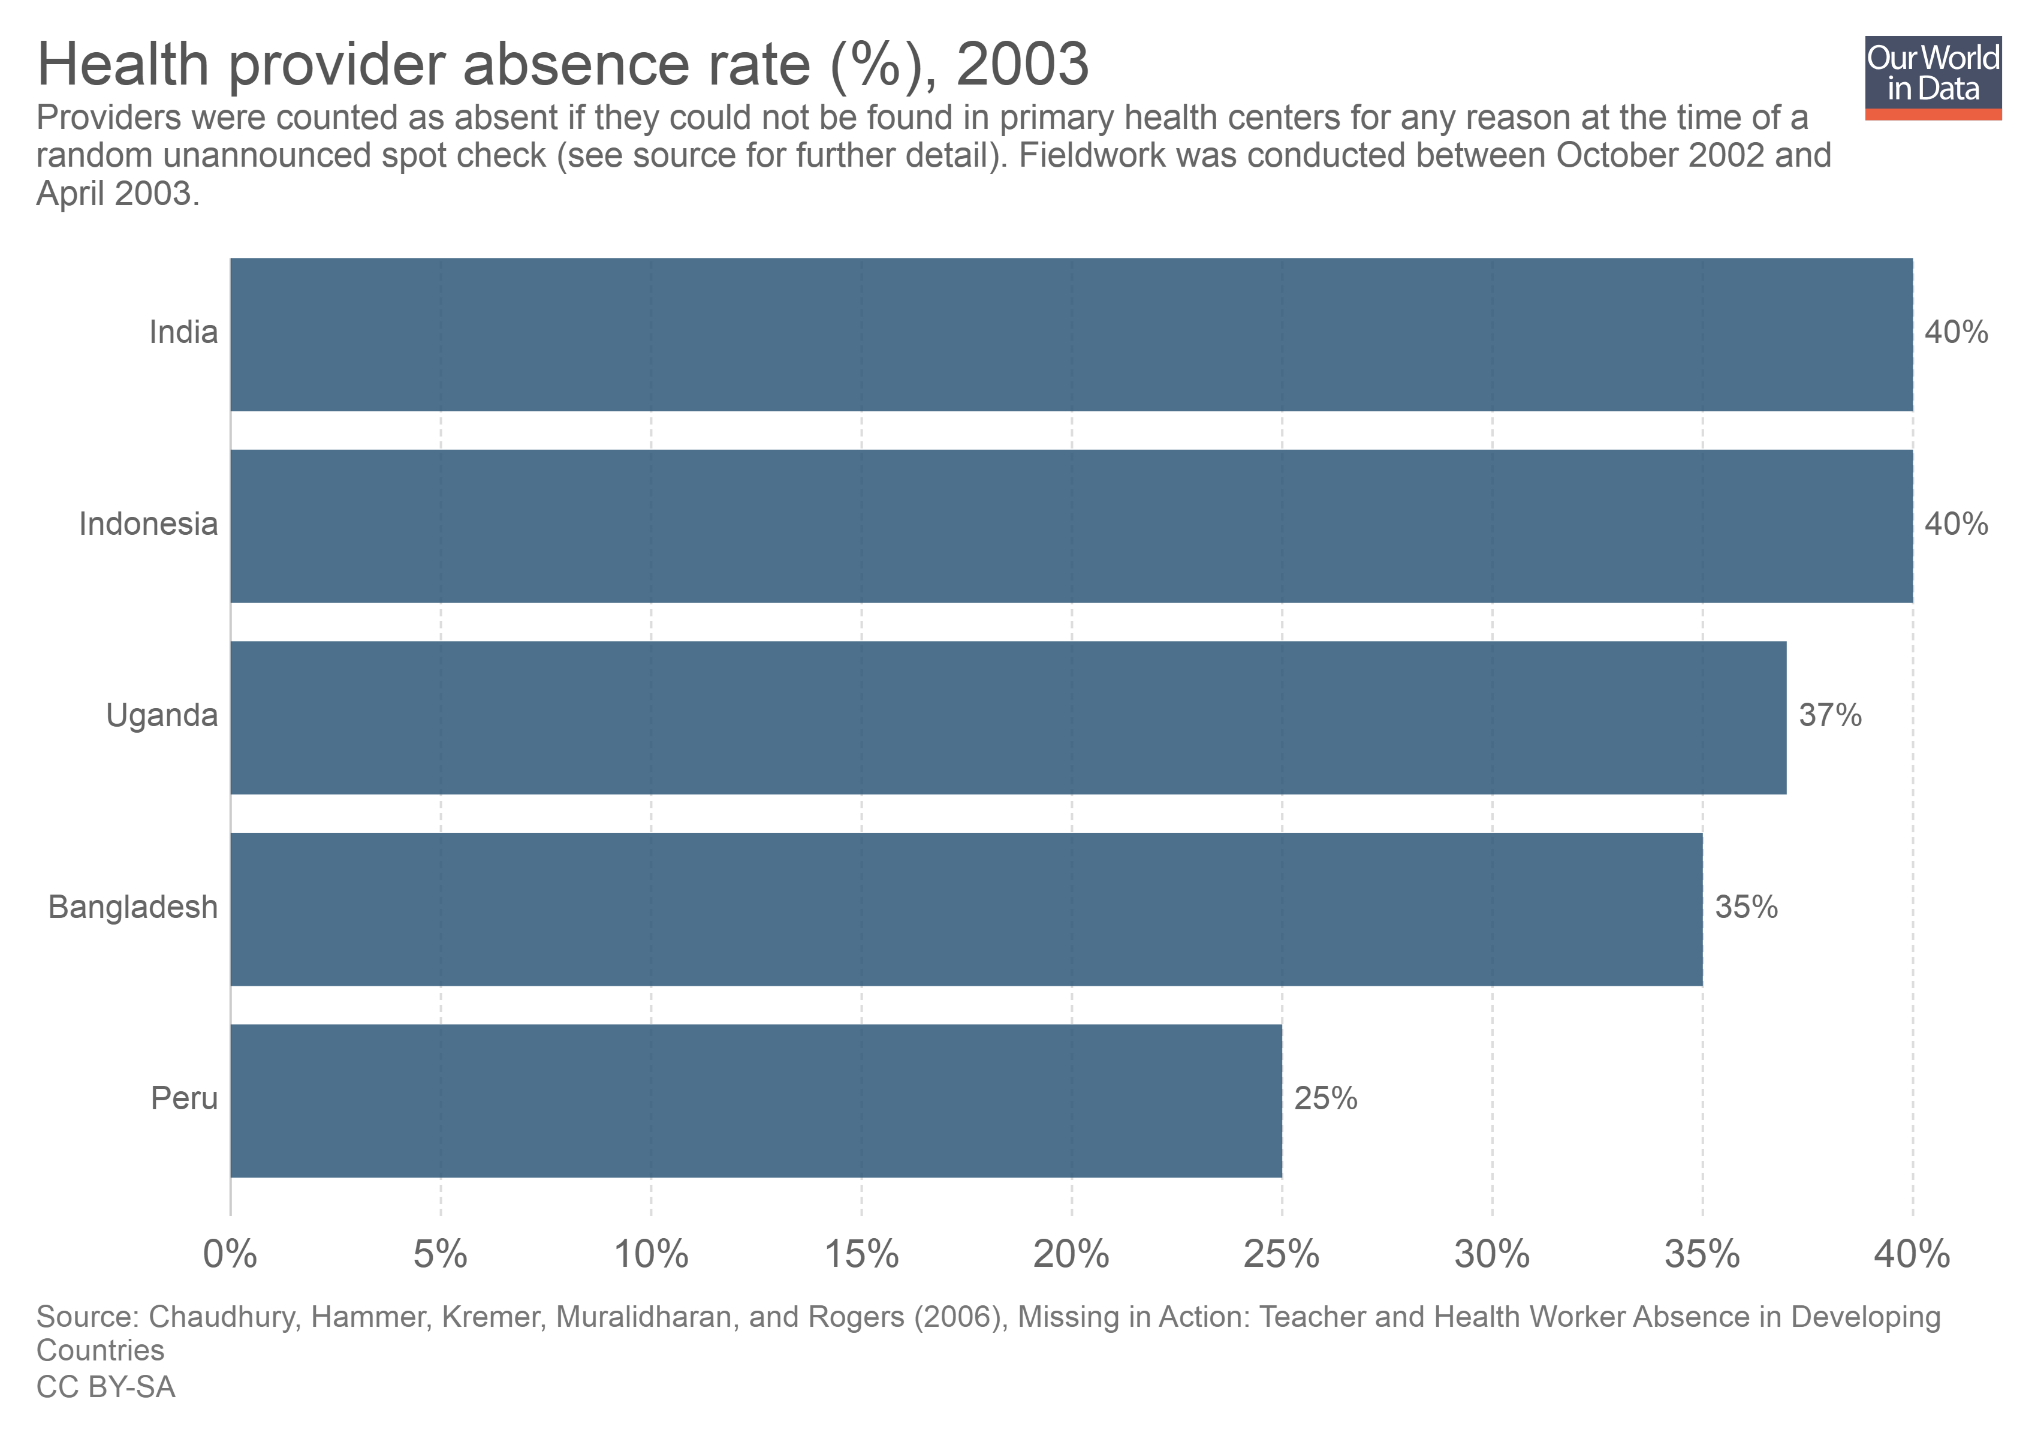 Health provider absence rate (%), 2003
Our World
in Data
Providers were counted as absent if they could not be found in primary health centers for any reason at the time of a
random unannounced spot check (see source for further detail). Fieldwork was conducted between October 2002 and
April 2003.
India
40%
Indonesia
40%
Uganda
37%
Bangladesh
35%
Peru
25%
0% 5% 10% 15% 20% 25% 30% 35% 40%
Source: Chaudhury, Hammer, Kremer, Muralidharan, and Rogers (2006), Missing in Action: Teacher and Health Worker Absence in Developing
Countries
CC BY-SA